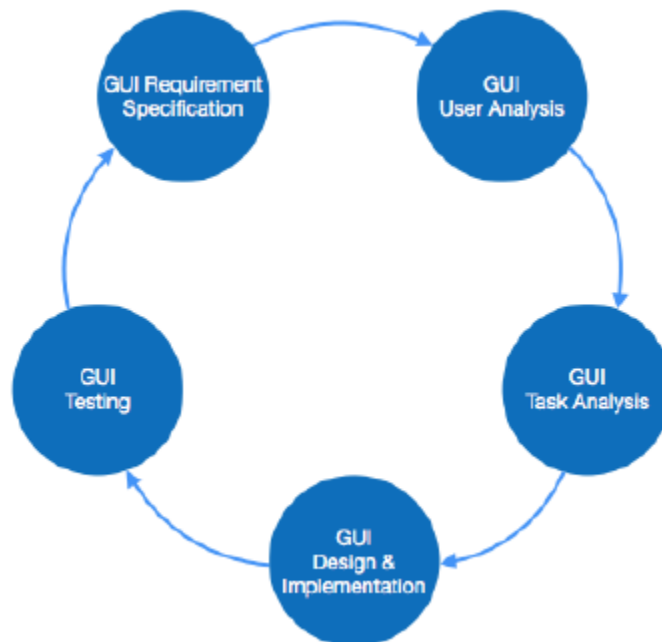 GUI Requirement
Specification
GUI
User Analysis
GUI
Task Analysis
GUI
Design &
Implementation
GUI
Testing